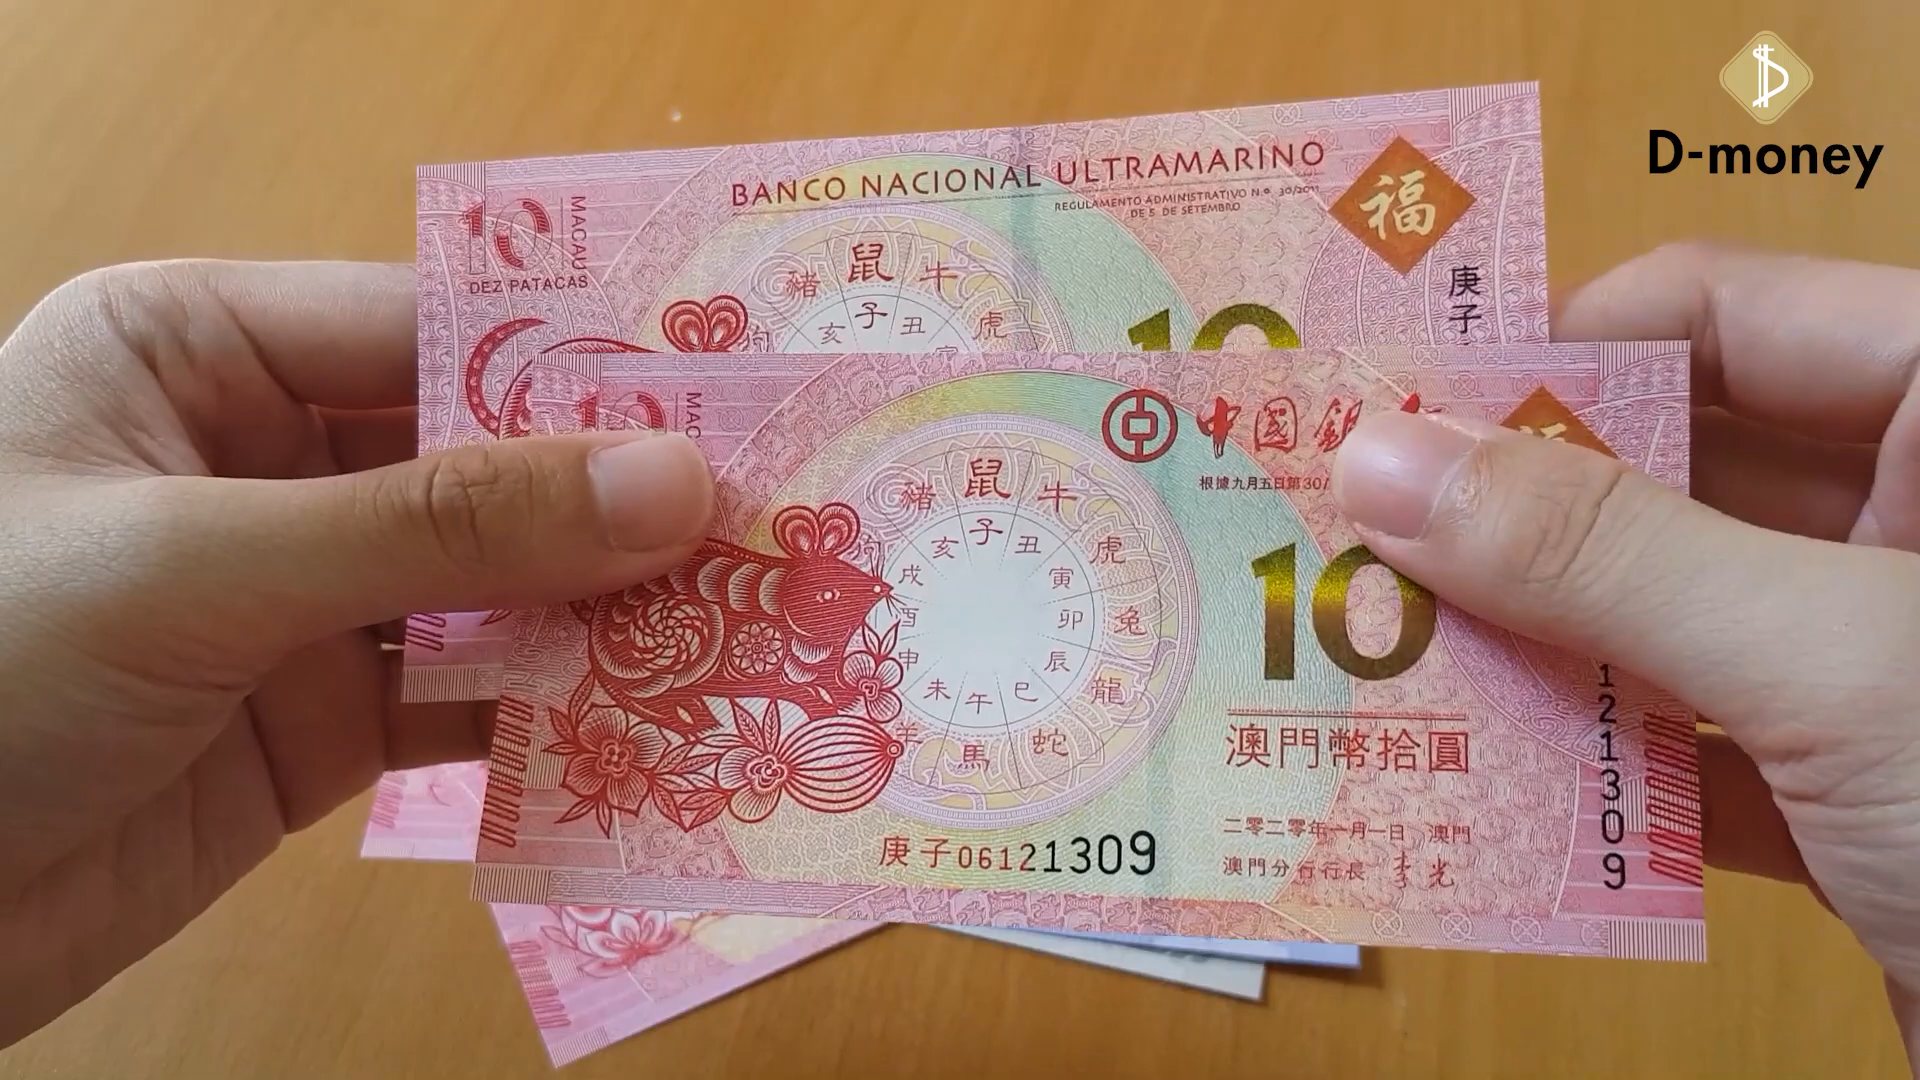 D-money
BANCO NACIONAL ULTRAMARINO
REGULAMENTO ADMINISTRATIVO N.º 30/2011
DE 5 DE SETEMBRO
福
10
MACAU
DEZ PATACAS
庚子
豬 鼠 牛 虎
亥 子 丑
10
10
中國銀
根據九月五日第30/
豬 鼠 牛 虎 兔 龍 蛇 馬
子 丑 寅 卯 辰 巳 午 未 申 酉 戌 亥
10
澳門幣拾圓
二零二零年一月一日 澳門
澳門分行行長
庚子06121309
121309